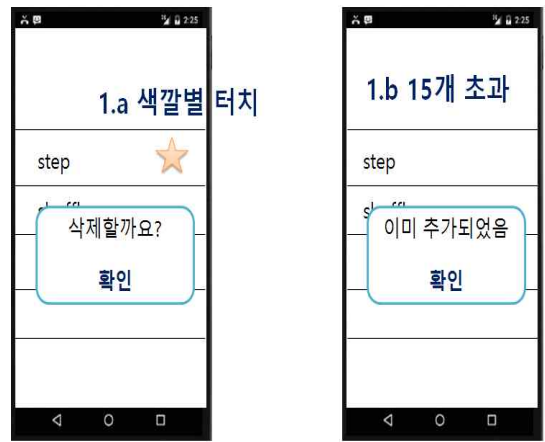 2:25
1.a 색깔별 터치
step
삭제할까요?
확인
2:25
1.b 15개 초과
step
이미 추가되었음
확인